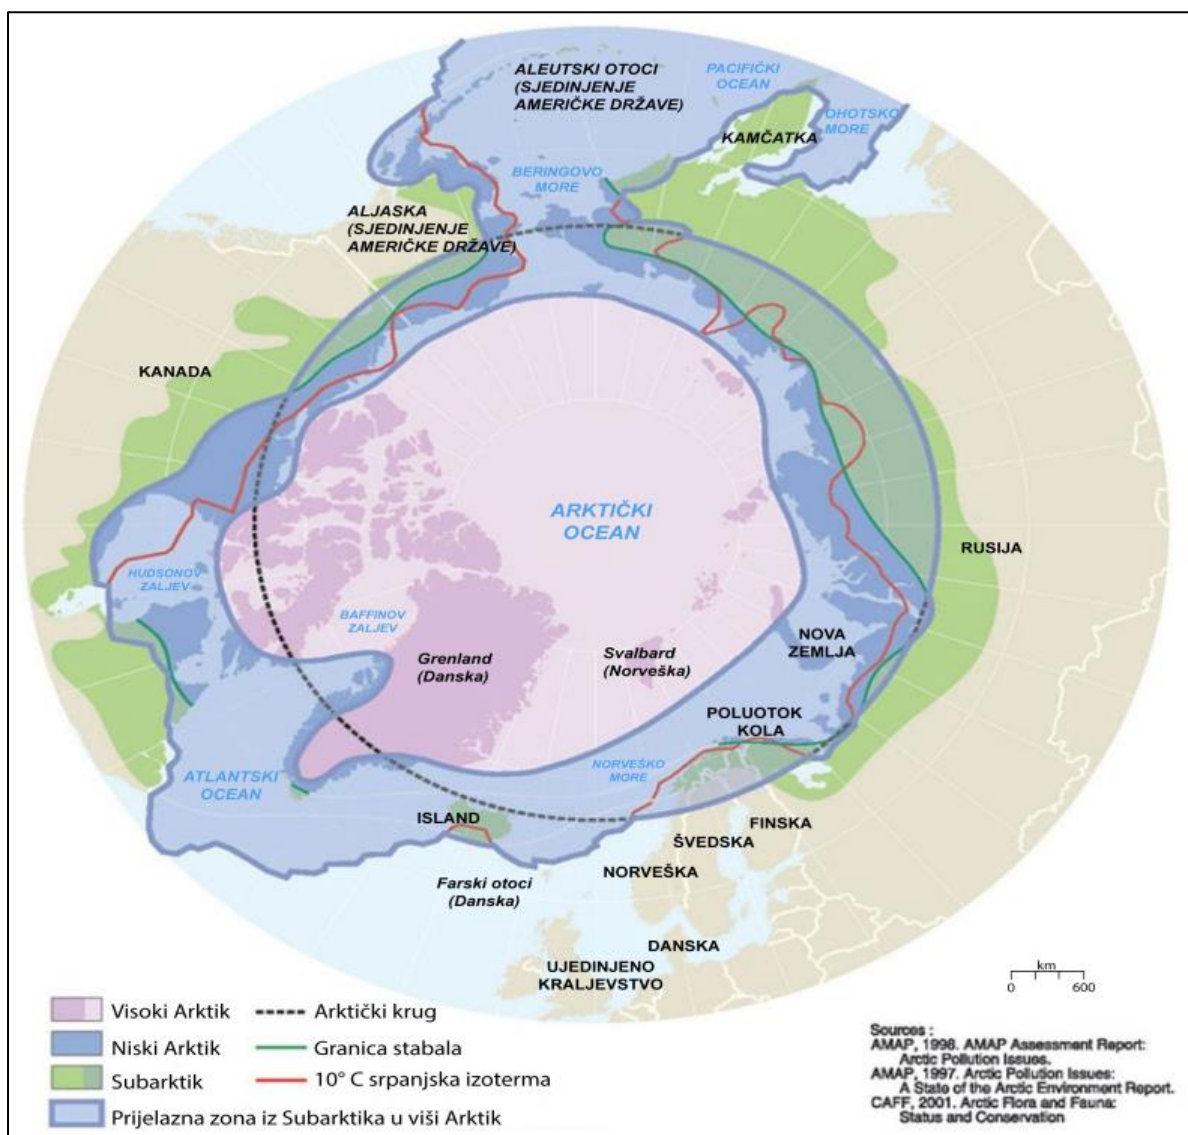 ALEUTSKI OTOCI
(SJEDINJENJE
AMERIČKE DRŽAVE)
PACIFIČKI
OCEAN
OHOTSKO
MORE
KAMČATKA
BERINGOVO
MORE
ALJASKA
(SJEDINJENJE
AMERIČKE DRŽAVE)
KANADA
ARKTIČKI
OCEAN
RUSIJA
HUDSONOV
ZALJEV
BAFFINOV
ZALJEV
Grenland
(Danska)
Svalbard
(Norveška)
NOVA
ZEMLJA
POLUOTOK
KOLA
ATLANTSKI
OCEAN
NORVEŠKO
MORE
ISLAND
FINSKA
ŠVEDSKA
NORVEŠKA
Farski otoci
(Danska)
DANSKA
UJEDINJENO
KRALJEVSTVO
km
0 600
Visoki Arktik
Arktički krug
Niski Arktik
Granica stabala
Subarktik
10° C srpanjska izoterma
Prijelazna zona iz Subarktika u viši Arktik
Sources :
AMAP, 1998. AMAP Assessment Report:
Arctic Pollution Issues.
AMAP, 1997. Arctic Pollution Issues:
A State of the Arctic Environment Report.
CAFF, 2001. Arctic Flora and Fauna:
Status and Conservation